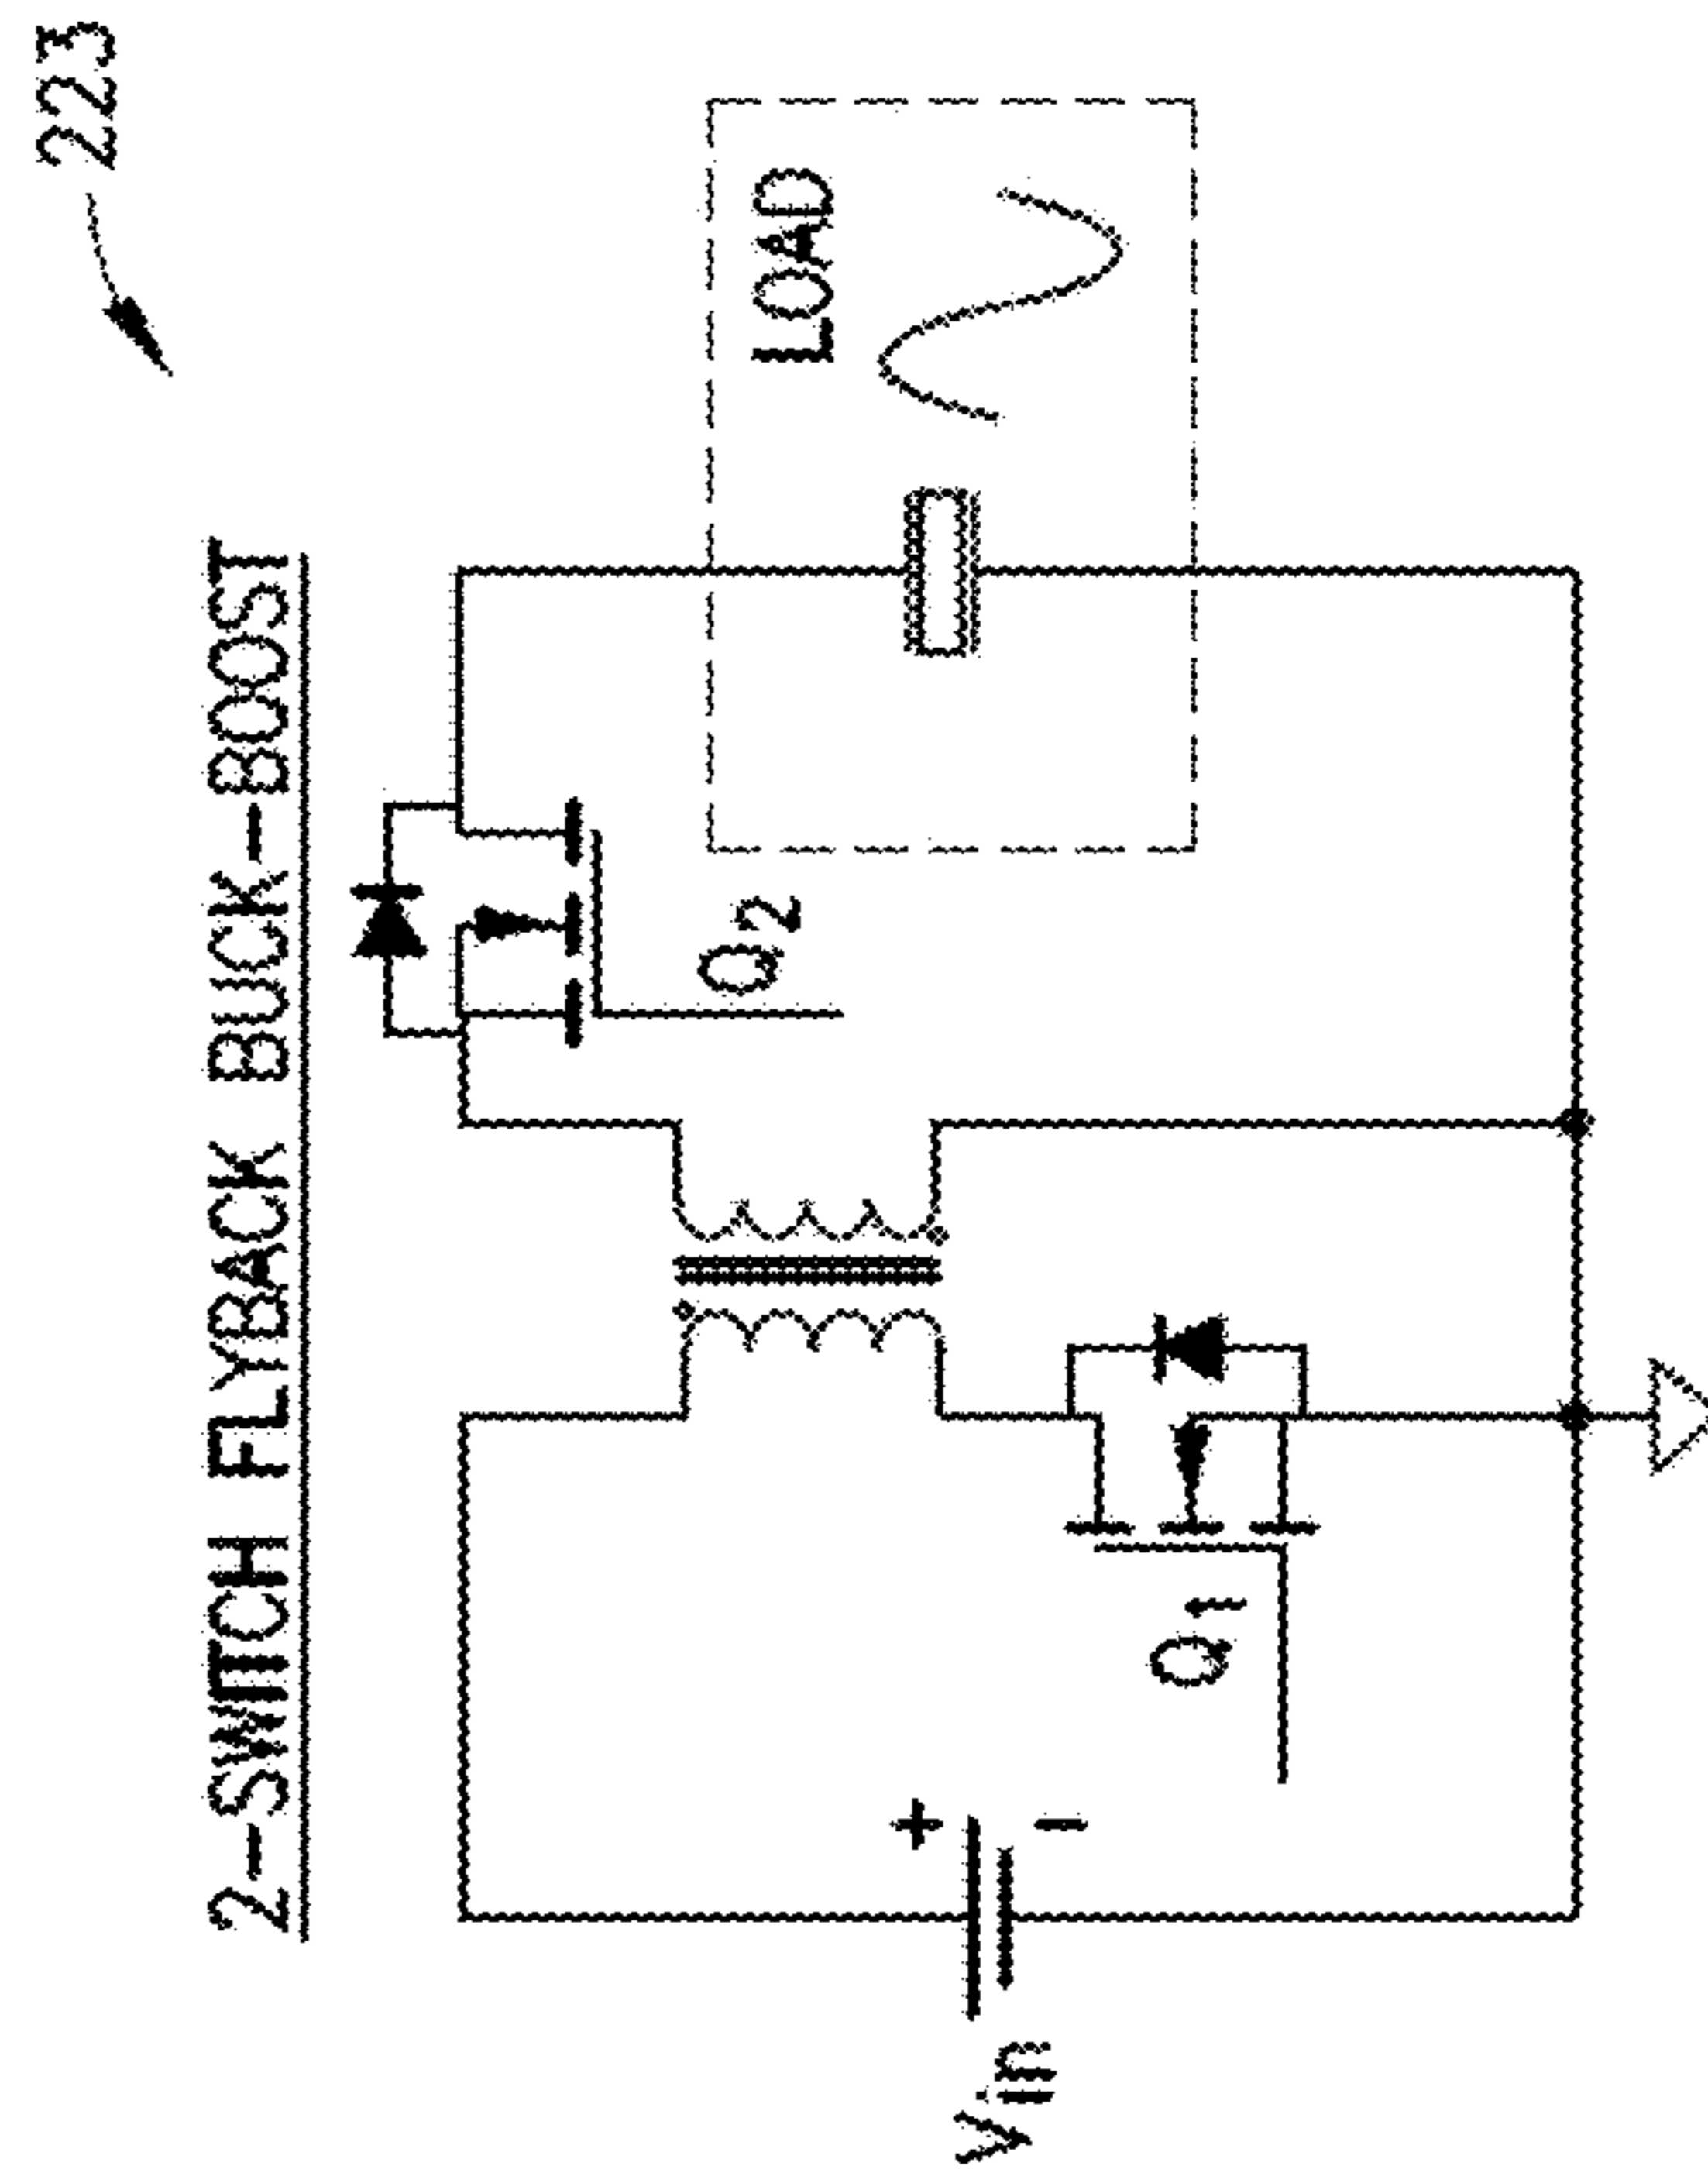 223
2-SWITCH FLYBACK BUCK-BOOST
LOAD
Q2
Q1
+
-
Vin